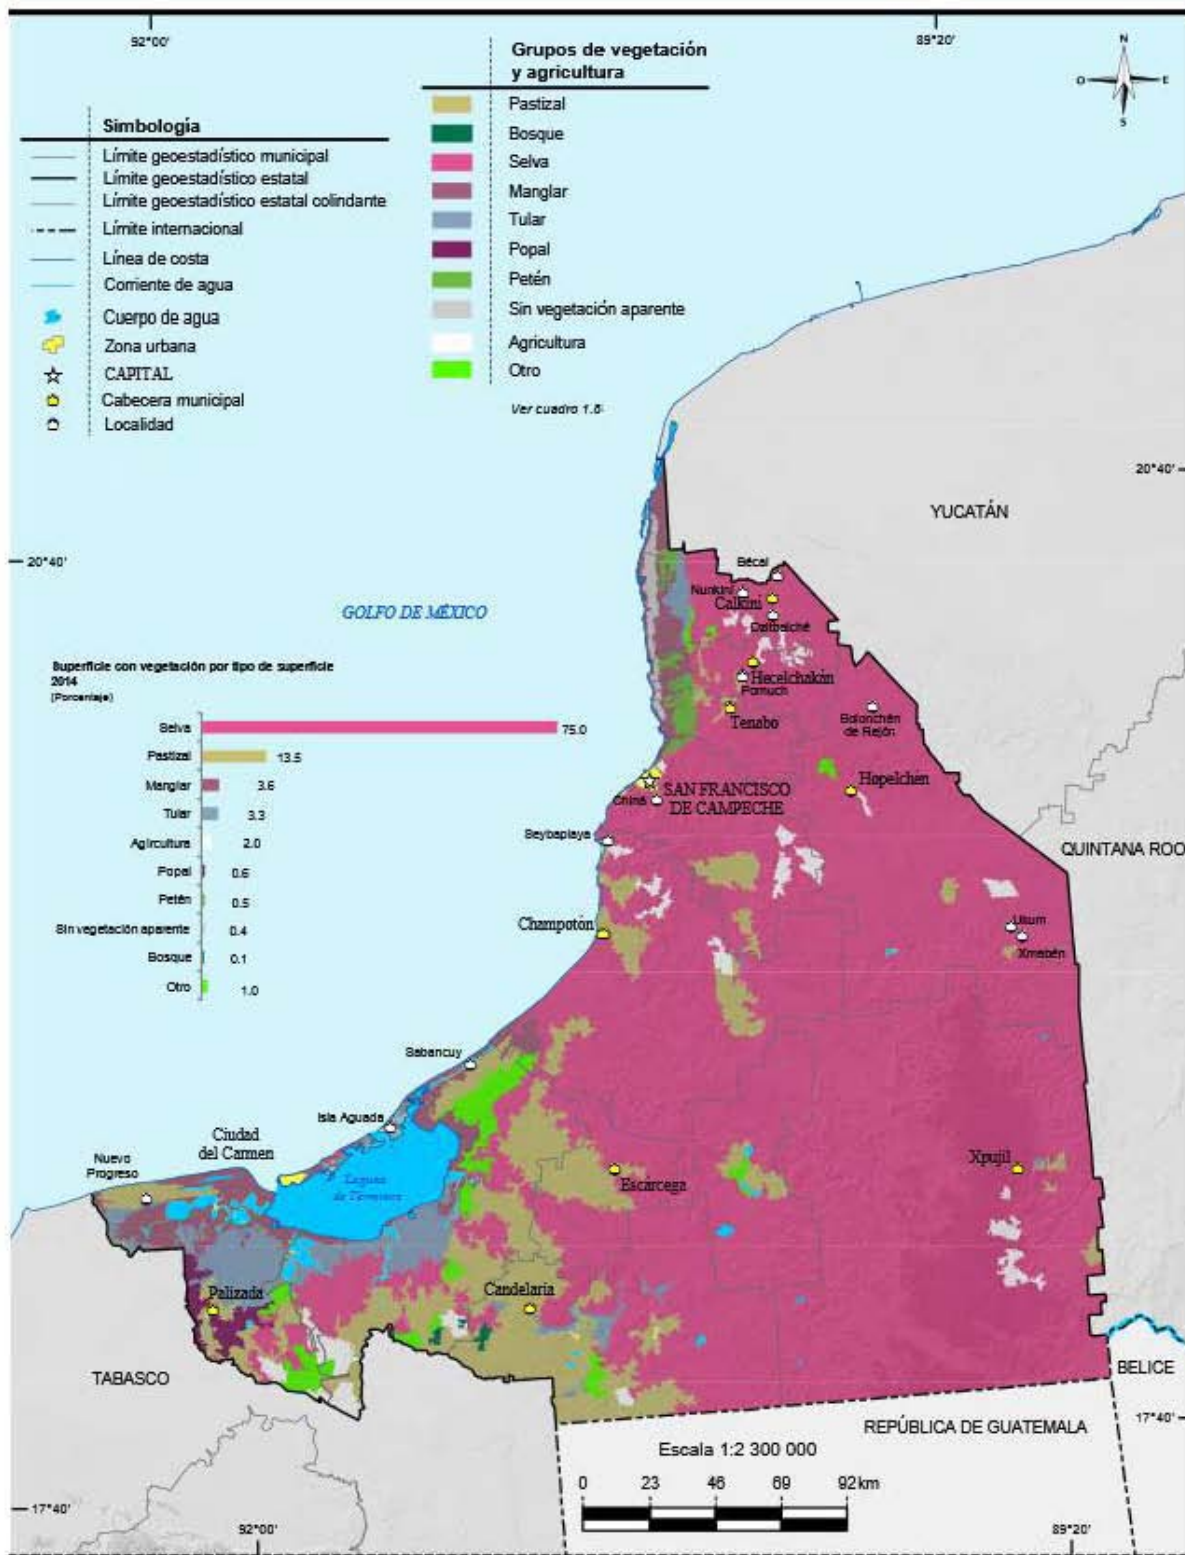 92°00'
89°20'
N
O
E
S
Simbología
Límite geoestadístico municipal
Límite geoestadístico estatal
Límite geoestadístico estatal colindante
Límite internacional
Línea de costa
Corriente de agua
Cuerpo de agua
Zona urbana
CAPITAL
Cabecera municipal
Localidad
Grupos de vegetación
y agricultura
Pastizal
Bosque
Selva
Manglar
Tular
Popal
Petén
Sin vegetación aparente
Agricultura
Otro
Ver cuadro 1.8
20°40'
YUCATÁN
20°40'
GOLFO DE MÉXICO
Bécal
Nunkiní
Calkiní
Dzitbalché
Hecelchakán
Pomuch
Tenabo
Bolonchén
de Rejón
Hopelchén
SAN FRANCISCO
DE CAMPECHE
Chiná
Seybaplaya
QUINTANA ROO
Champotón
Ukum
Xmabén
Superficie con vegetación por tipo de superficie
2014
(Porcentaje)
Selva 75.0
Pastizal 13.5
Manglar 3.6
Tular 3.3
Agircultura 2.0
Popal 0.6
Petén 0.5
Sin vegetación aparente 0.4
Bosque 0.1
Otro 1.0
Sabancuy
Isla Aguada
Ciudad
del Carmen
Nuevo
Progreso
Laguna
de Términos
Escárcega
Xpujil
Palizada
Candelaria
TABASCO
BELICE
REPÚBLICA DE GUATEMALA
17°40'
Escala 1:2 300 000
0 23 46 69 92 km
17°40'
92°00'
89°20'